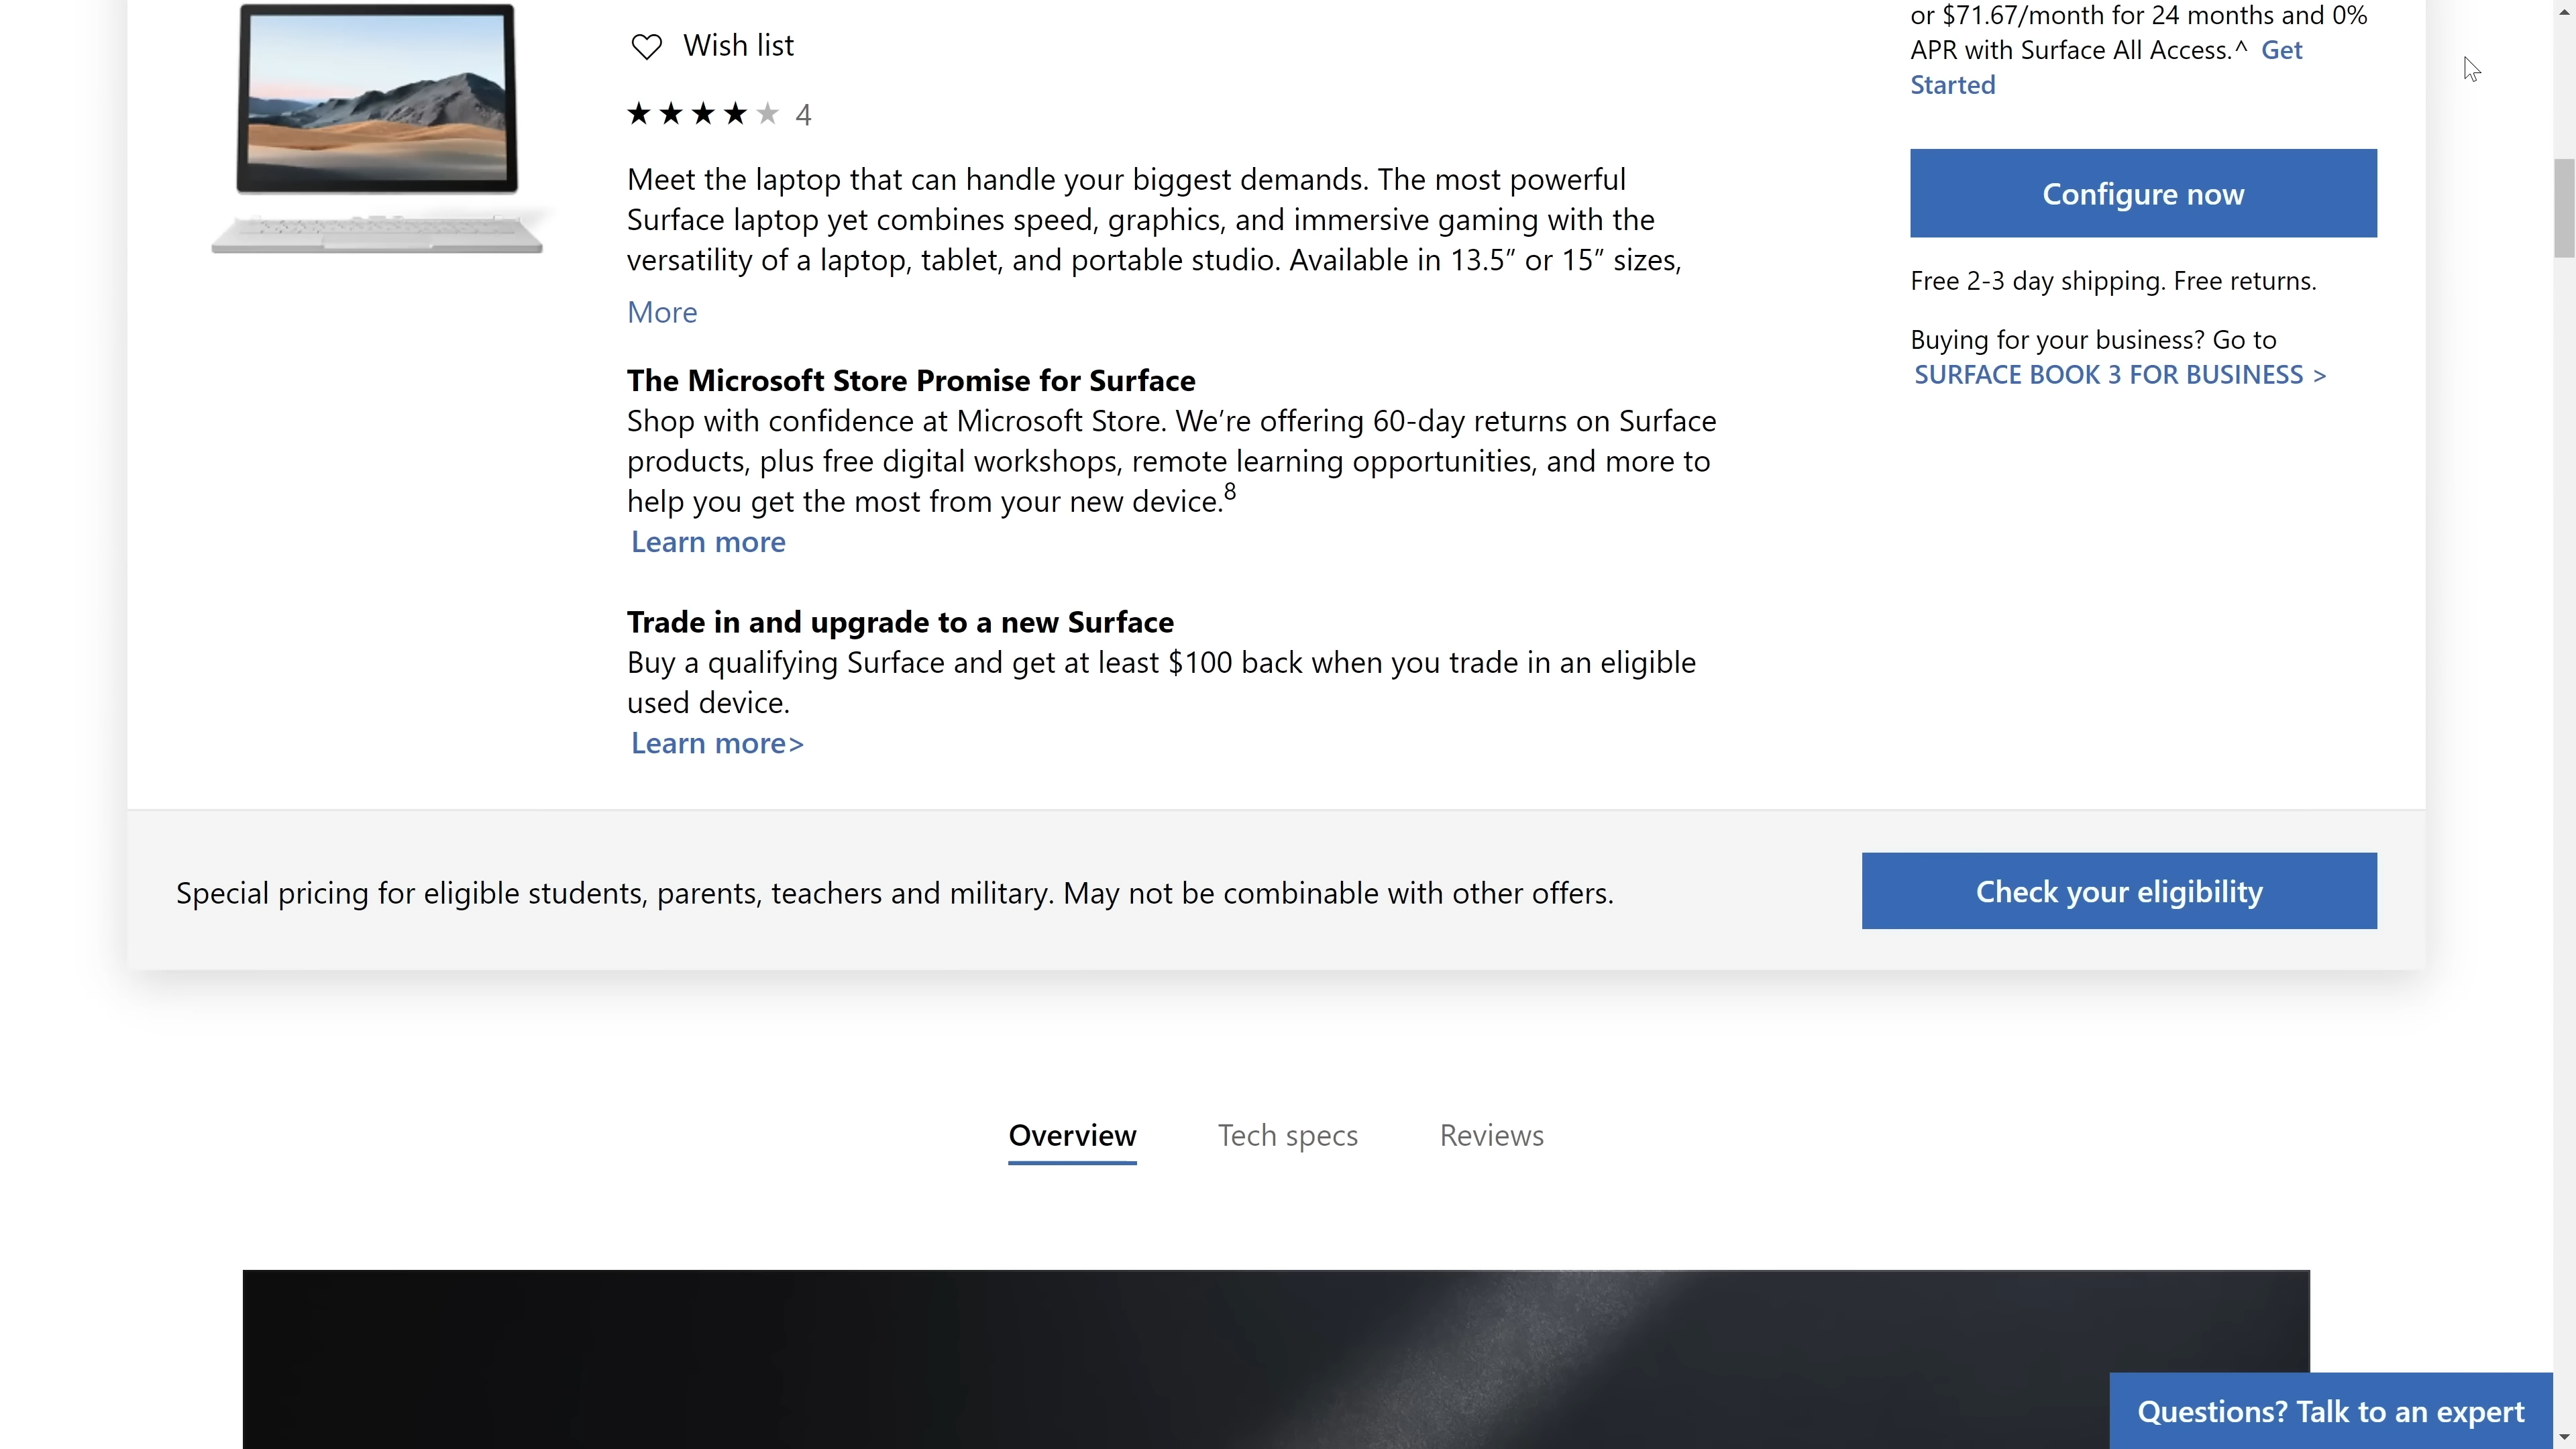 Wish list
4
Meet the laptop that can handle your biggest demands. The most powerful
Surface laptop yet combines speed, graphics, and immersive gaming with the
versatility of a laptop, tablet, and portable studio. Available in 13.5” or 15” sizes,
More
The Microsoft Store Promise for Surface
Shop with confidence at Microsoft Store. We’re offering 60-day returns on Surface
products, plus free digital workshops, remote learning opportunities, and more to
help you get the most from your new device.8
Learn more
Trade in and upgrade to a new Surface
Buy a qualifying Surface and get at least $100 back when you trade in an eligible
used device.
Learn more>
or $71.67/month for 24 months and 0%
APR with Surface All Access.^ Get
Started
Configure now
Free 2-3 day shipping. Free returns.
Buying for your business? Go to
SURFACE BOOK 3 FOR BUSINESS >
Special pricing for eligible students, parents, teachers and military. May not be combinable with other offers.
Check your eligibility
Overview
Tech specs
Reviews
Questions? Talk to an expert